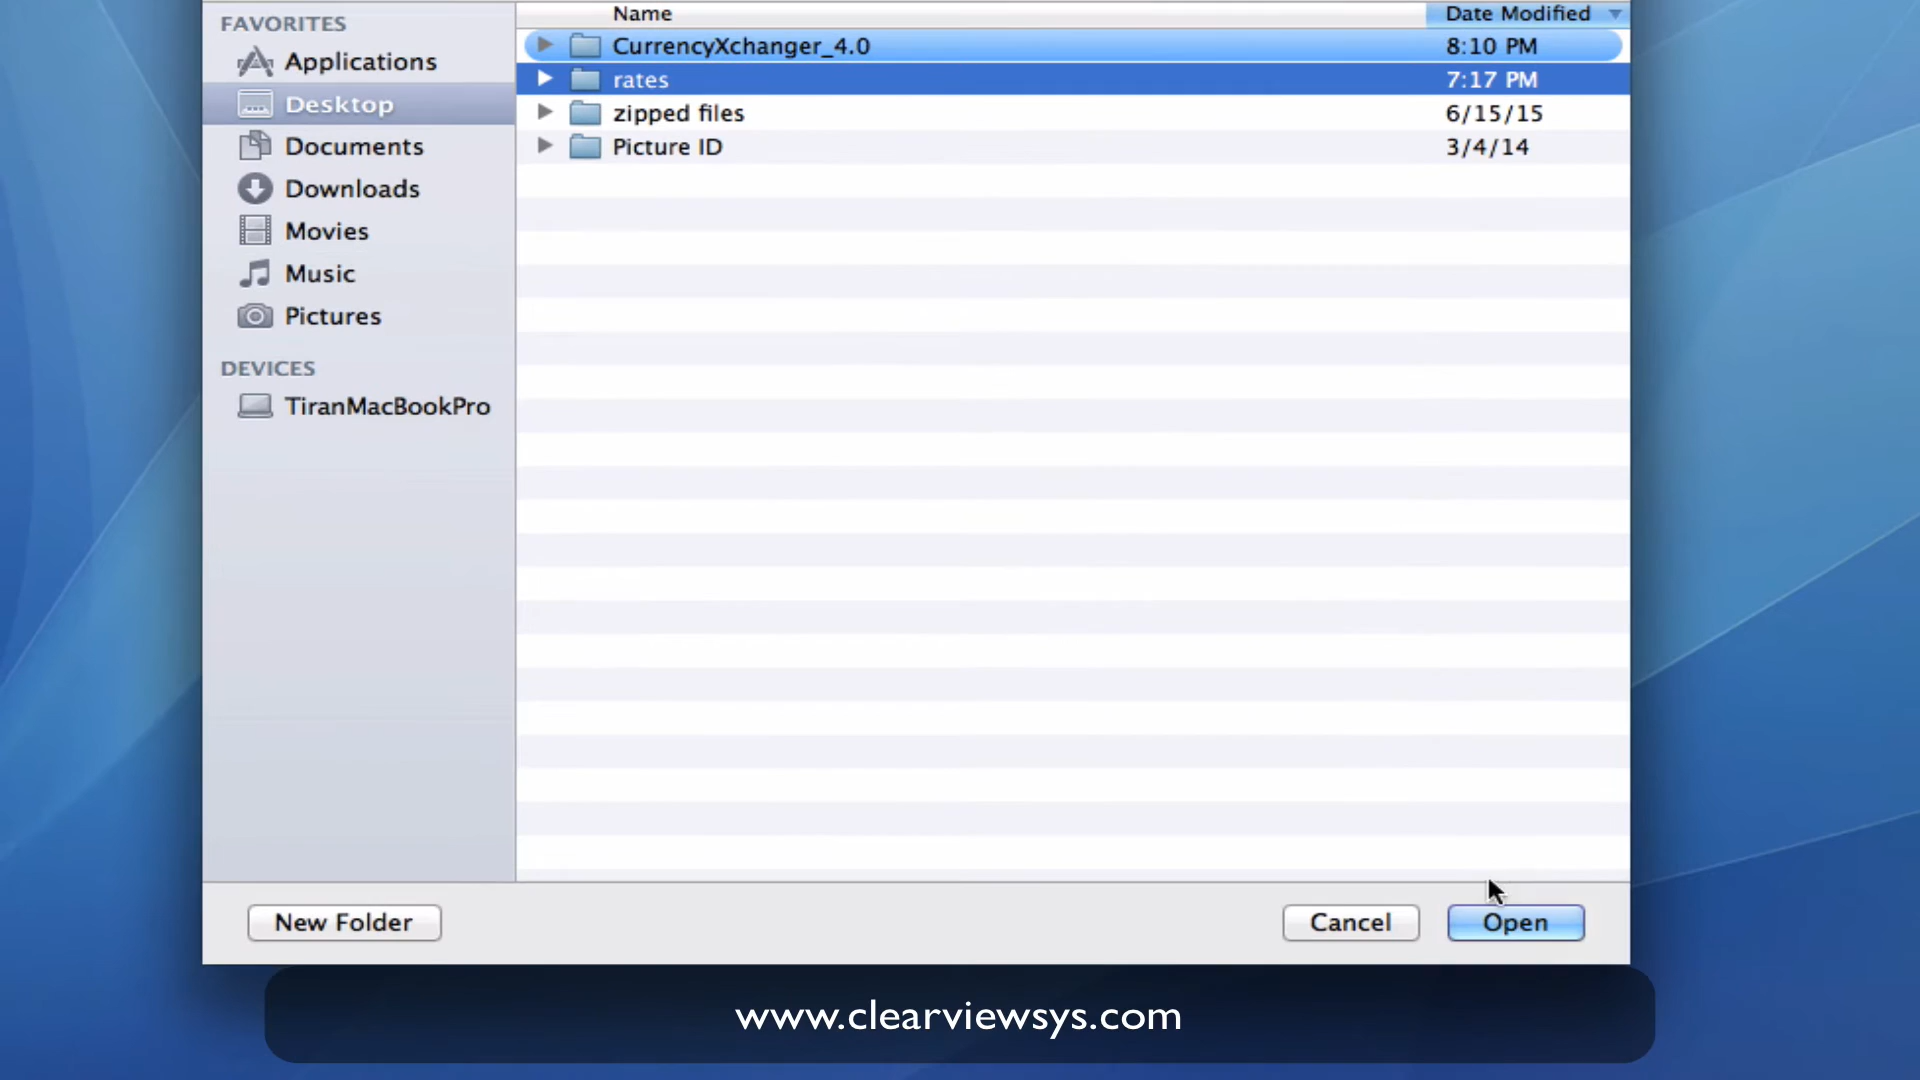 FAVORITES
Applications
Desktop
Documents
Downloads
Movies
Music
Pictures
DEVICES
TiranMacBookPro
Name Date Modified
CurrencyXchanger_4.0 8:10 PM
rates 7:17 PM
zipped files 6/15/15
Picture ID 3/4/14
New Folder Cancel Open
www.clearviewsys.com